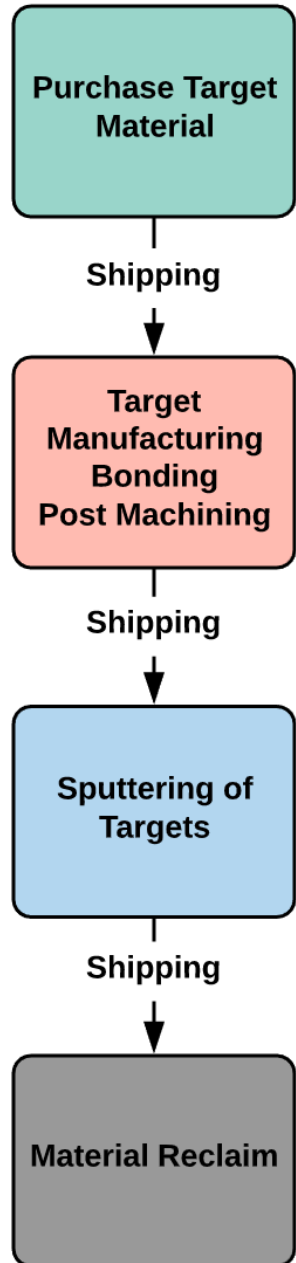 Purchase Target
Material
Shipping
Target
Manufacturing
Bonding
Post Machining
Shipping
Sputtering of
Targets
Shipping
Material Reclaim